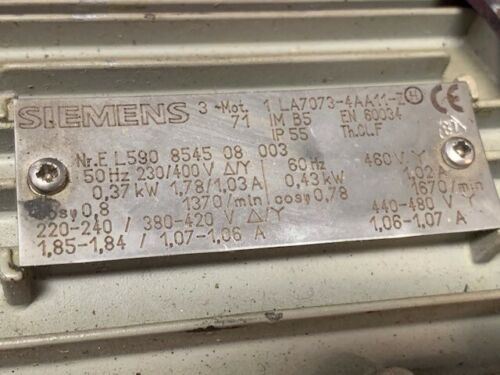 SIEMENS 3 ~Mot. 1 LA7073-4AA11-Z H CE
71 IM B5 EN 60034
IP 55 Th.Cl.F
Nr.E L590 8545 08 003
50 Hz 230/400 V Δ/Y 60 Hz 460 V Y
0,37 kW 1,78/1,03 A 0,43 kW 1,02 A
cosφ 0,8 1370/min cosφ 0,78 1670/min
220-240 / 380-420 V Δ/Y 440-480 V Y
1,85-1,84 / 1,07-1,06 A 1,06-1,07 A